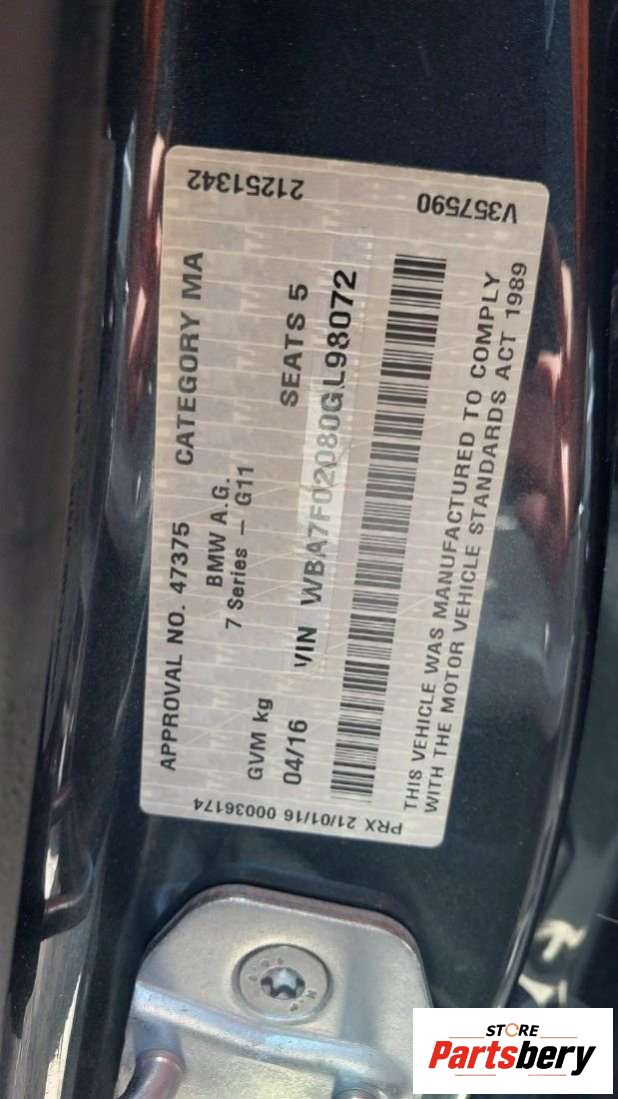 APPROVAL NO. 47375 CATEGORY MA
BMW A.G.
7 Series – G11
GVM kg SEATS 5
04/16 VIN WBA7F02080GL98072
THIS VEHICLE WAS MANUFACTURED TO COMPLY
WITH THE MOTOR VEHICLE STANDARDS ACT 1989
21251342
V357590
PRX 21/01/16 00036174
STORE
Partsbery